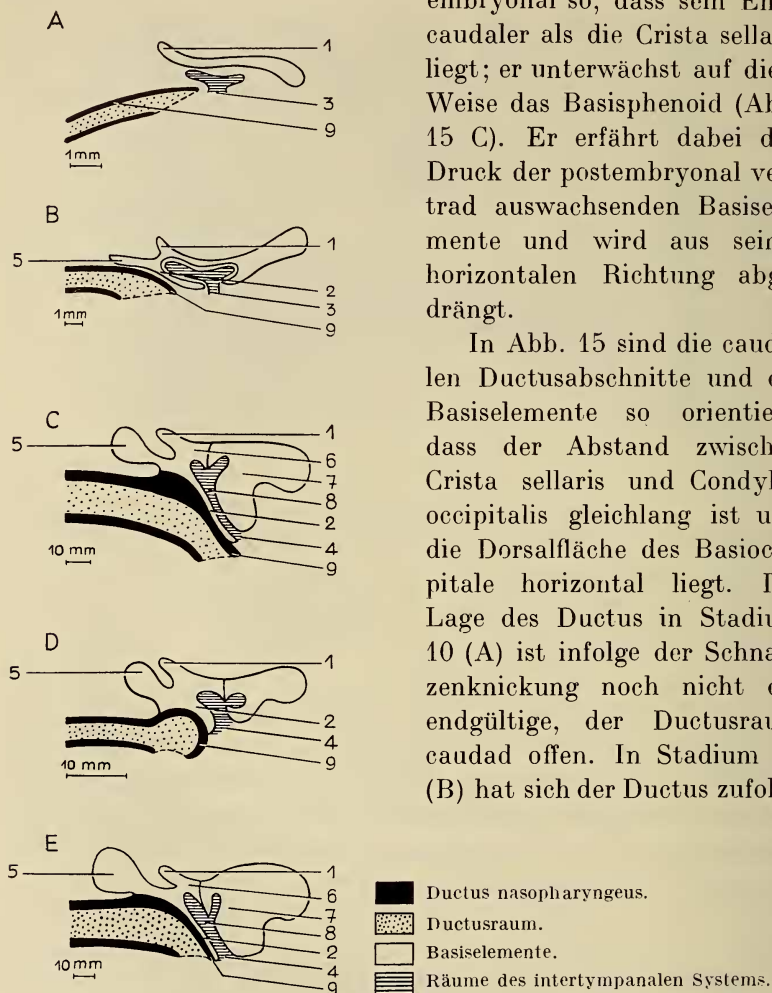 A
1
3
9
1mm
B
5
1
2
3
9
1mm
C
5
1
6
7
8
2
4
9
10 mm
D
5
1
2
4
9
10 mm
E
5
1
6
7
8
2
4
9
10 mm
embryonal so, dass sein En
caudaler als die Crista sella
liegt; er unterwächst auf die
Weise das Basisphenoid (Ab
15 C). Er erfährt dabei d
Druck der postembryonal ve
trad auswachsenden Basise
mente und wird aus sein
horizontalen Richtung abg
drängt.
In Abb. 15 sind die caud
len Ductusabschnitte und d
Basiselemente so orientie
dass der Abstand zwisch
Crista sellaris und Condyl
occipitalis gleichlang ist u
die Dorsalfläche des Basioc
pitale horizontal liegt. D
Lage des Ductus in Stadiu
10 (A) ist infolge der Schna
zenknickung noch nicht d
endgültige, der Ductusrau
caudad offen. In Stadium
(B) hat sich der Ductus zufol
Ductus nasopharyngeus.
Ductusraum.
Basiselemente.
Räume des intertympanalen Systems.